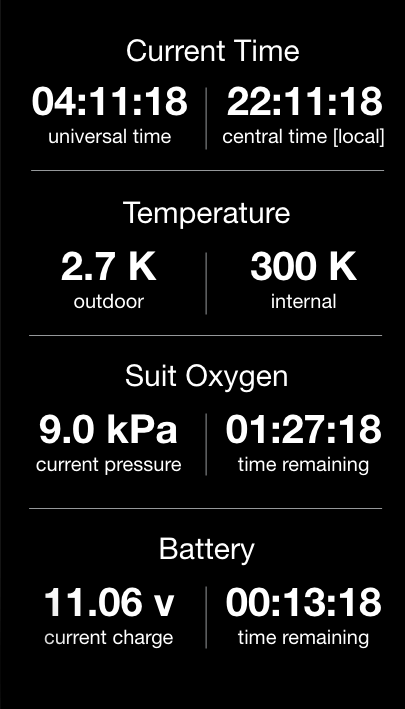 Current Time
04:11:18 22:11:18
universal time central time [local]
Temperature
2.7 K 300 K
outdoor internal
Suit Oxygen
9.0 kPa 01:27:18
current pressure time remaining
Battery
11.06 v 00:13:18
current charge time remaining